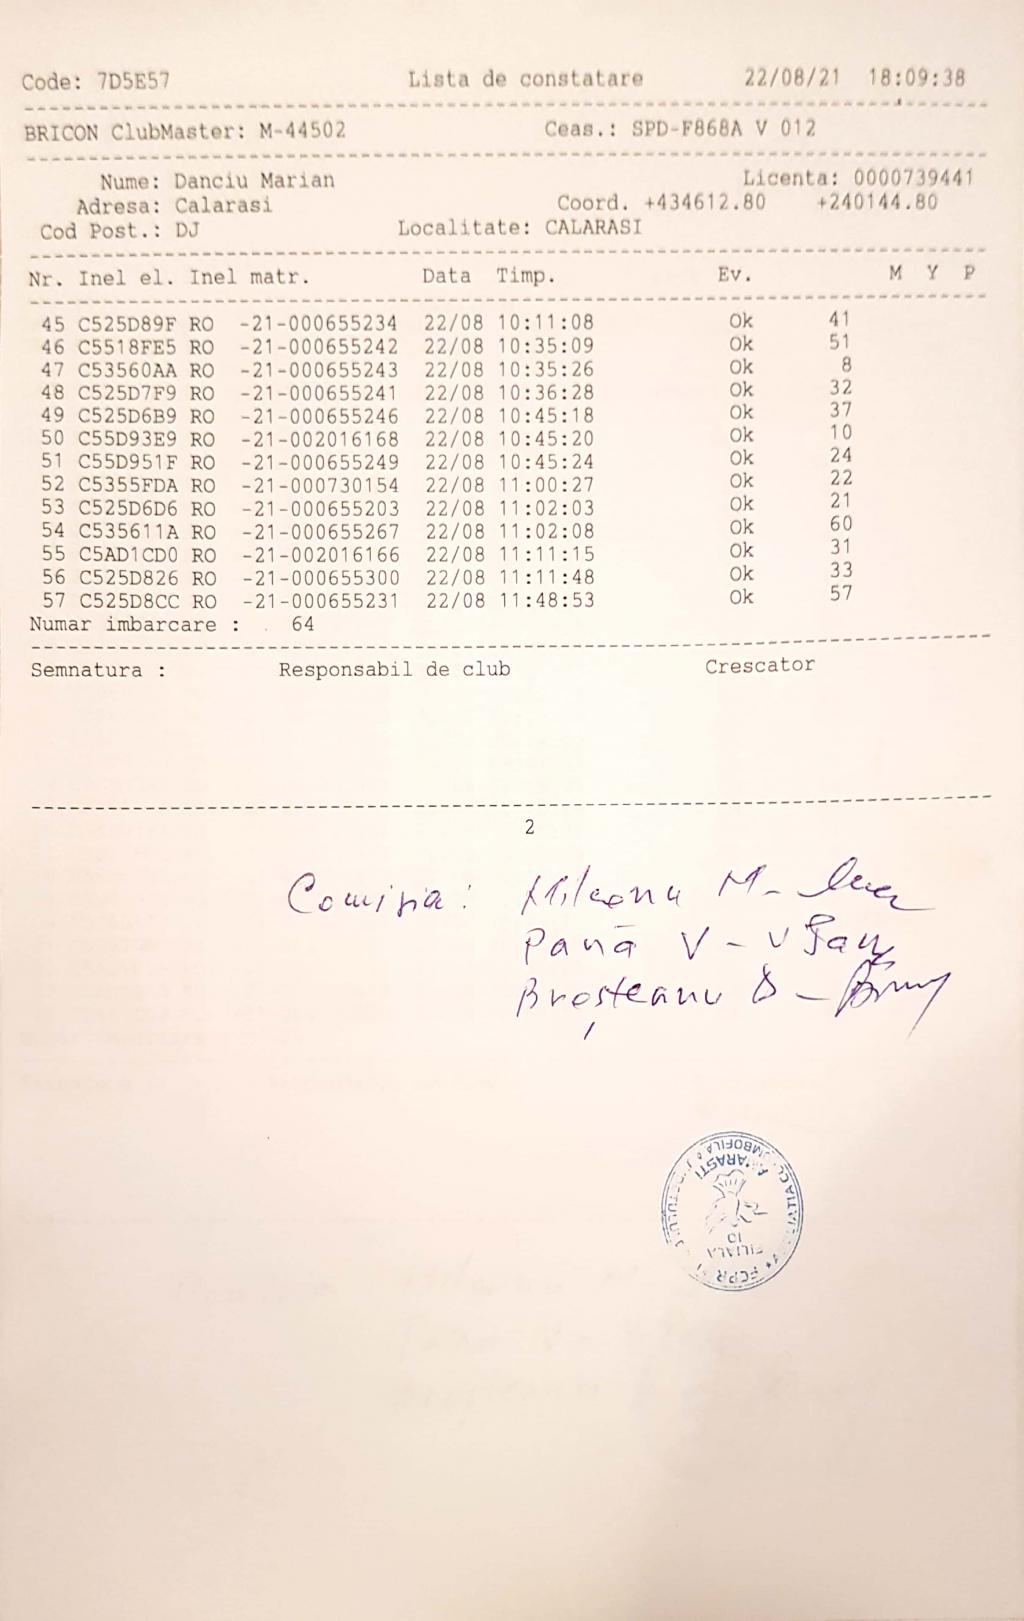 Code: 7D5E57 Lista de constatare 22/08/21 18:09:38
BRICON ClubMaster: M-44502 Ceas.: SPD-F868A V 012
Nume: Danciu Marian Licenta: 0000739441
Adresa: Calarasi Coord. +434612.80 +240144.80
Cod Post.: DJ Localitate: CALARASI
Nr. Inel el. Inel matr. Data Timp. Ev. M Y P
45 C525D89F RO -21-000655234 22/08 10:11:08 Ok 41
46 C5518FE5 RO -21-000655242 22/08 10:35:09 Ok 51
47 C53560AA RO -21-000655243 22/08 10:35:26 Ok 8
48 C525D7F9 RO -21-000655241 22/08 10:36:28 Ok 32
49 C525D6B9 RO -21-000655246 22/08 10:45:18 Ok 37
50 C55D93E9 RO -21-002016168 22/08 10:45:20 Ok 10
51 C55D951F RO -21-000655249 22/08 10:45:24 Ok 24
52 C5355FDA RO -21-000730154 22/08 11:00:27 Ok 22
53 C525D6D6 RO -21-000655203 22/08 11:02:03 Ok 21
54 C535611A RO -21-000655267 22/08 11:02:08 Ok 60
55 C5AD1CD0 RO -21-002016166 22/08 11:11:15 Ok 31
56 C525D826 RO -21-000655300 22/08 11:11:48 Ok 33
57 C525D8CC RO -21-000655231 22/08 11:48:53 Ok 57
Numar imbarcare : 64
Semnatura : Responsabil de club Crescator
2
Comisia: Mileanu M -
Pană V -
Broșteanu D -
FILIALA
10
FCPR